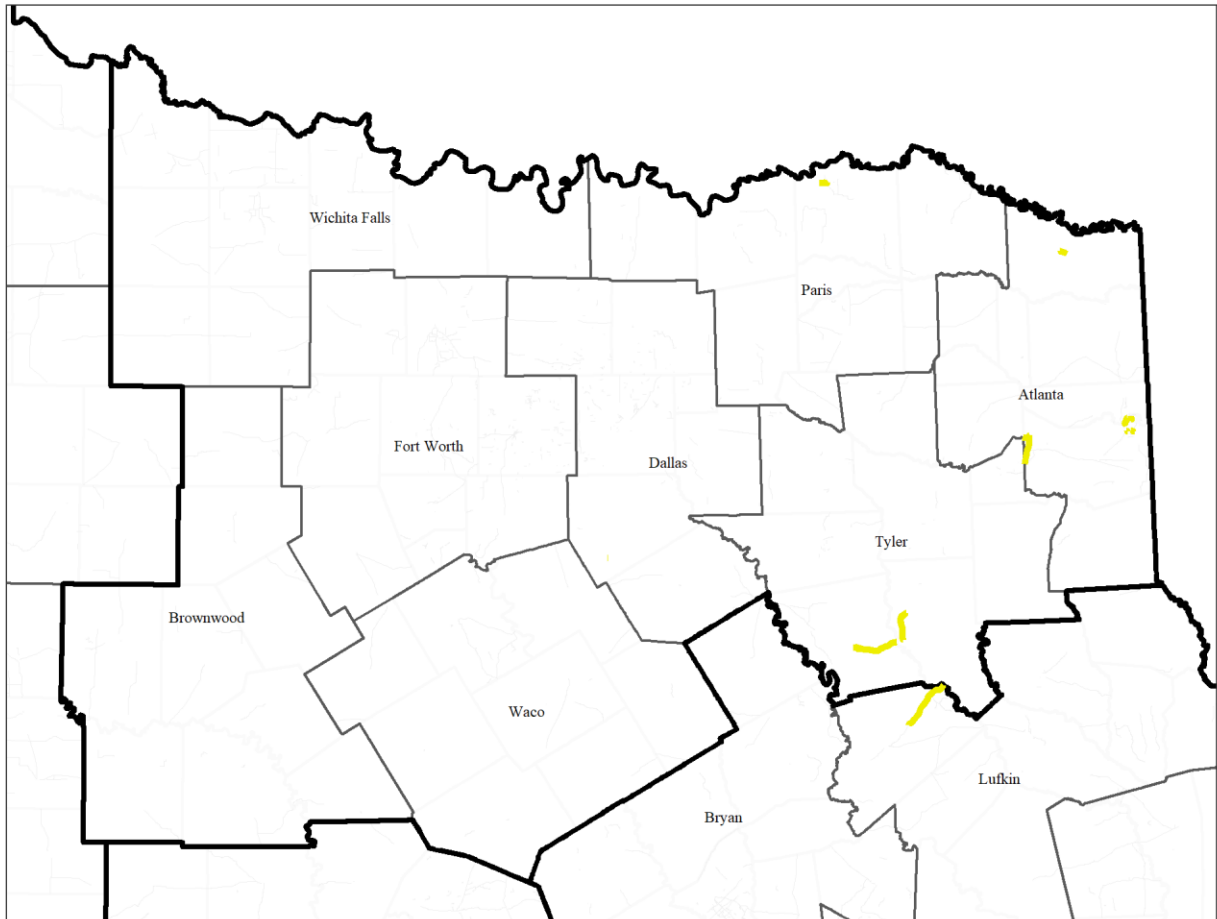 Wichita Falls
Paris
Atlanta
Fort Worth
Dallas
Tyler
Brownwood
Waco
Lufkin
Bryan